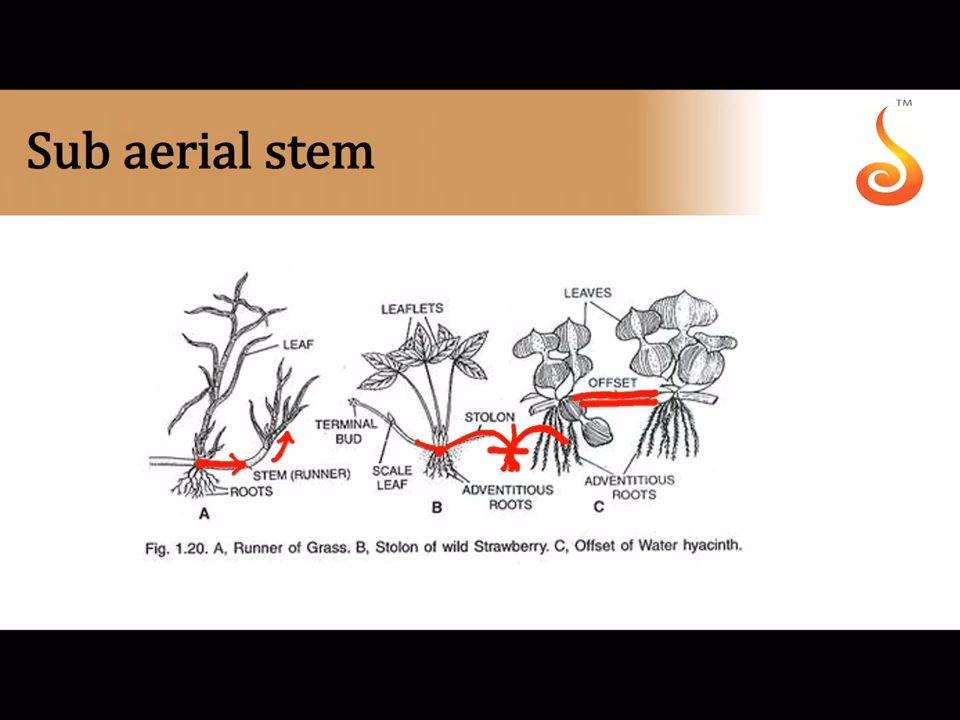 TM
Sub aerial stem
LEAVES
LEAFLETS
LEAF
OFFSET
TERMINAL
BUD
STOLON
SCALE
LEAF
STEM (RUNNER)
ROOTS
ADVENTITIOUS
ROOTS
ADVENTITIOUS
ROOTS
A
B
C
Fig. 1.20. A, Runner of Grass. B, Stolon of wild Strawberry. C, Offset of Water hyacinth.